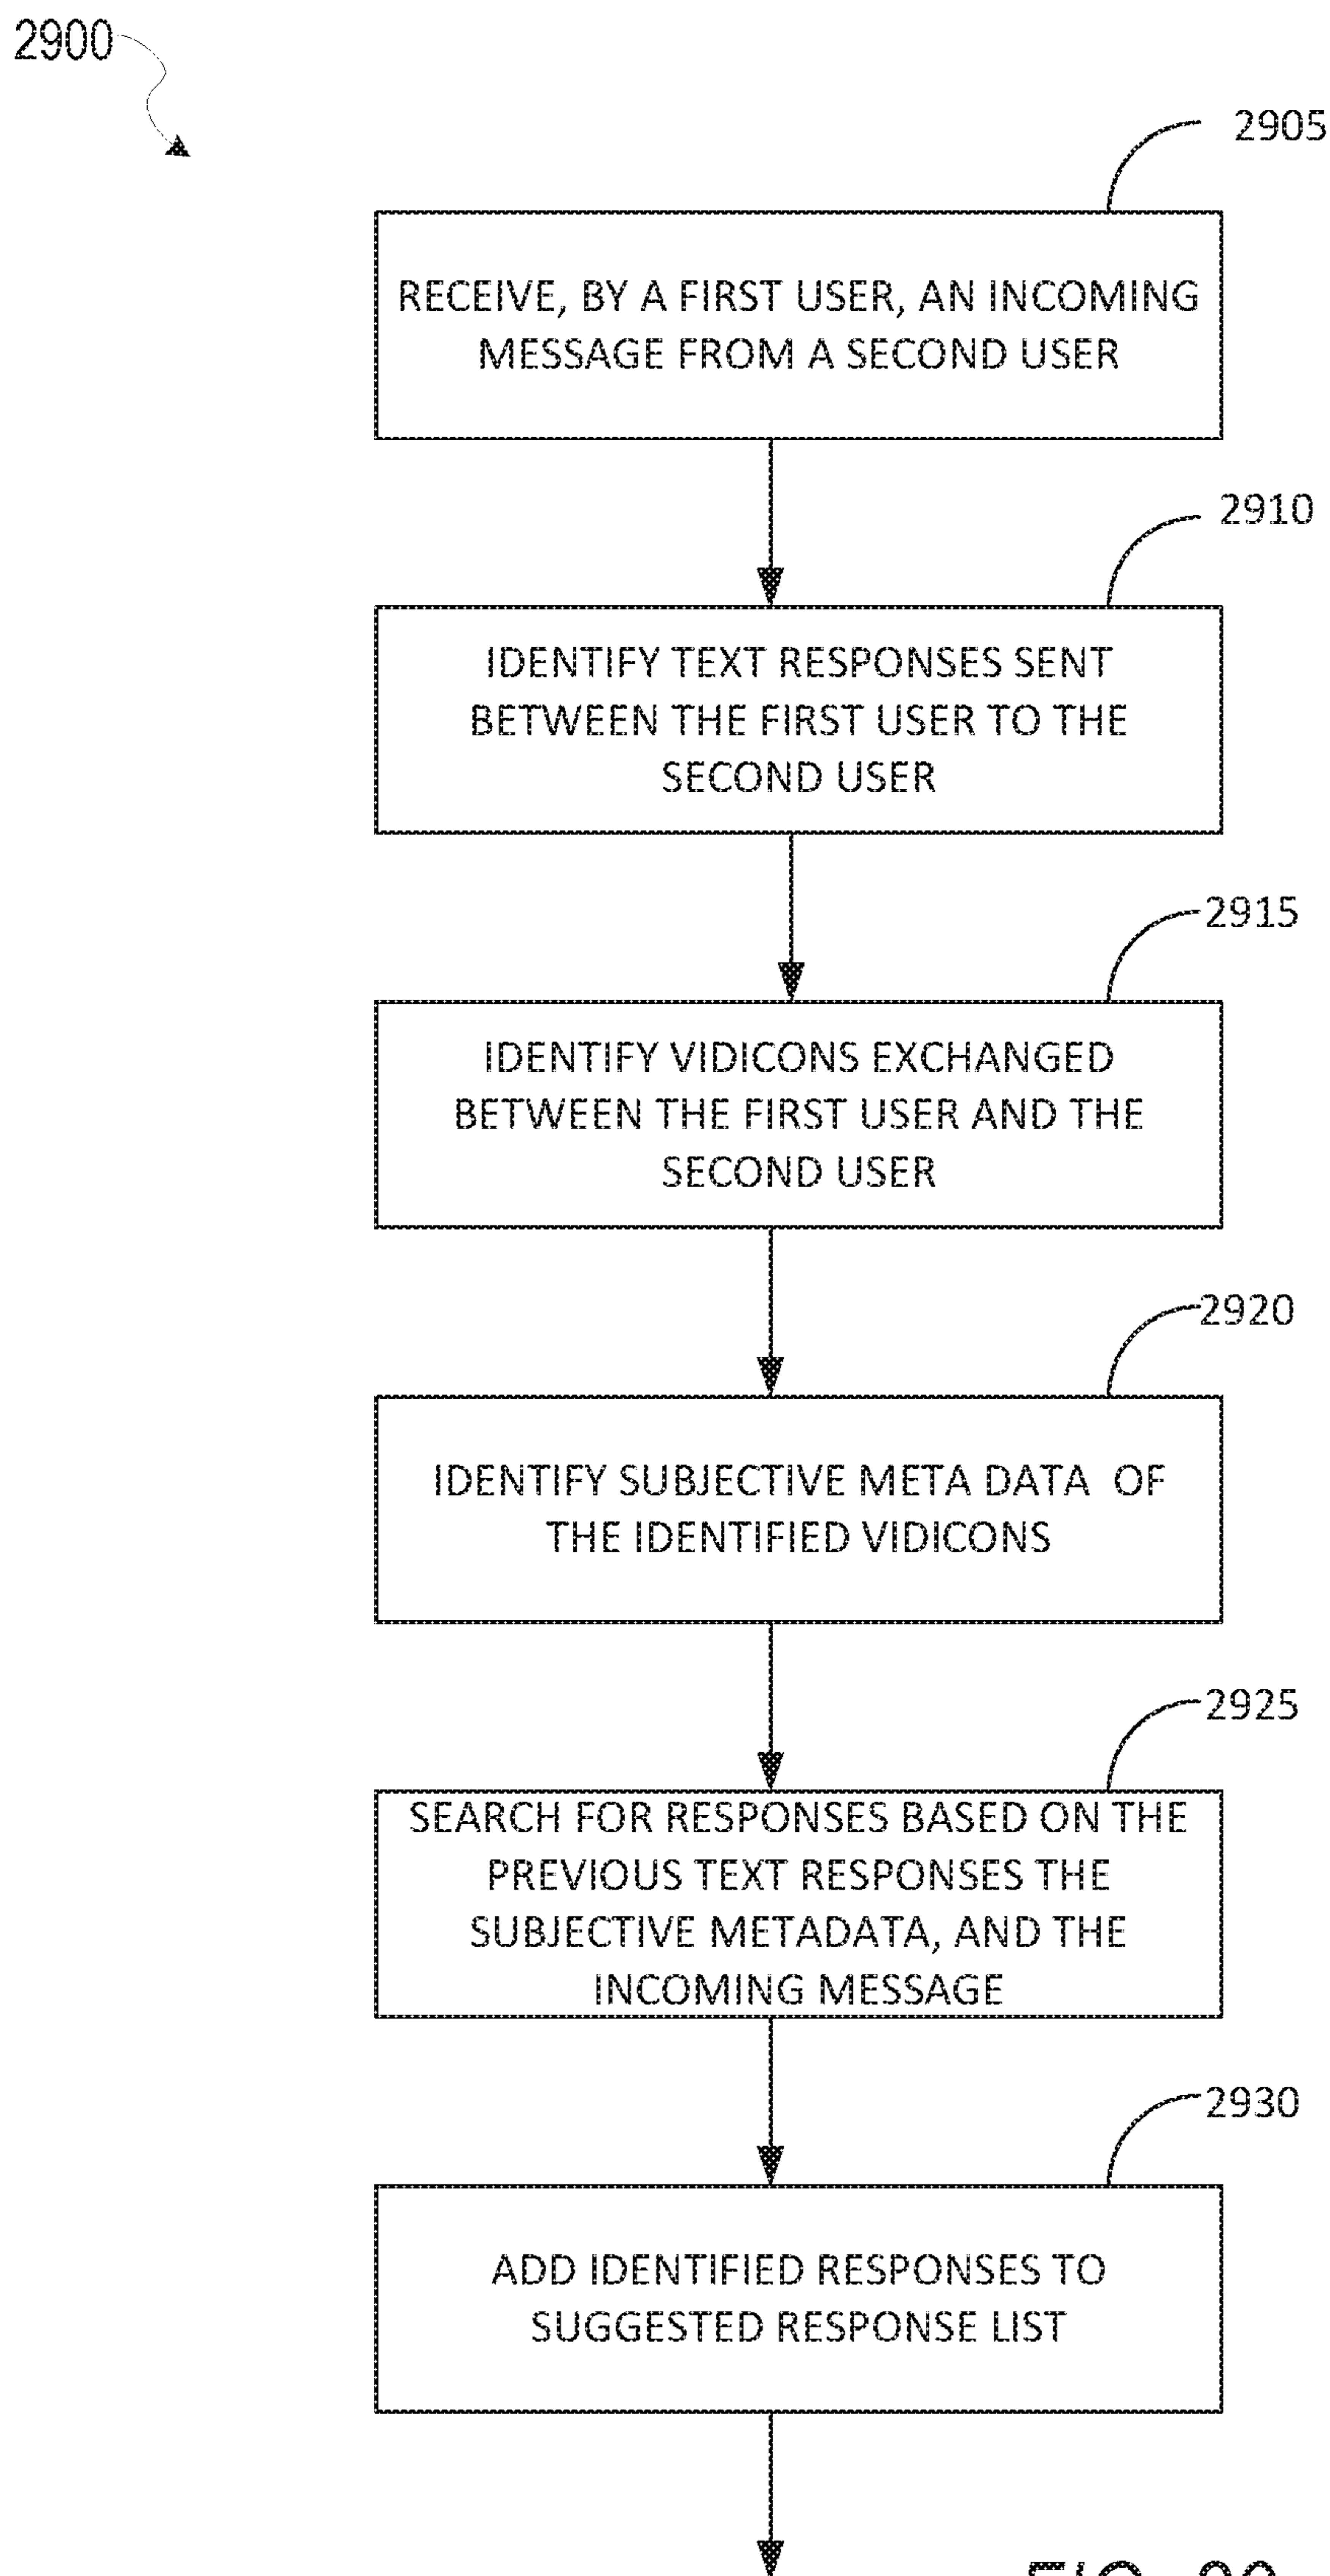 2900
2905
RECEIVE, BY A FIRST USER, AN INCOMING
MESSAGE FROM A SECOND USER
2910
IDENTIFY TEXT RESPONSES SENT
BETWEEN THE FIRST USER TO THE
SECOND USER
2915
IDENTIFY VIDICONS EXCHANGED
BETWEEN THE FIRST USER AND THE
SECOND USER
2920
IDENTIFY SUBJECTIVE META DATA OF
THE IDENTIFIED VIDICONS
2925
SEARCH FOR RESPONSES BASED ON THE
PREVIOUS TEXT RESPONSES THE
SUBJECTIVE METADATA, AND THE
INCOMING MESSAGE
2930
ADD IDENTIFIED RESPONSES TO
SUGGESTED RESPONSE LIST